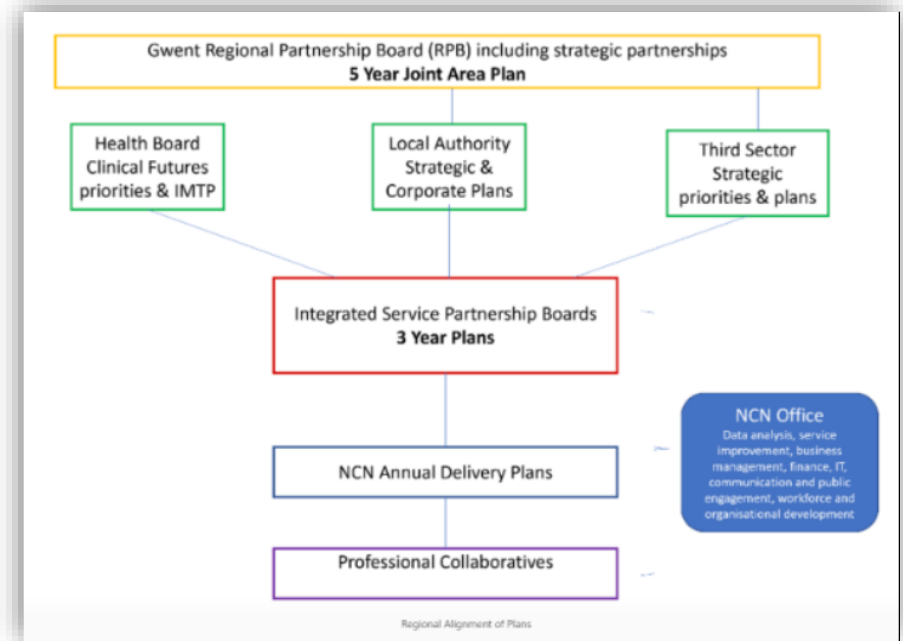 Gwent Regional Partnership Board (RPB) including strategic partnerships
5 Year Joint Area Plan
Health Board
Clinical Futures
priorities & IMTP
Local Authority
Strategic &
Corporate Plans
Third Sector
Strategic
priorities & plans
Integrated Service Partnership Boards
3 Year Plans
NCN Office
Data analysis, service
improvement, business
management, finance, IT,
communication and public
engagement, workforce and
organisational development
NCN Annual Delivery Plans
Professional Collaboratives
Regional Alignment of Plans